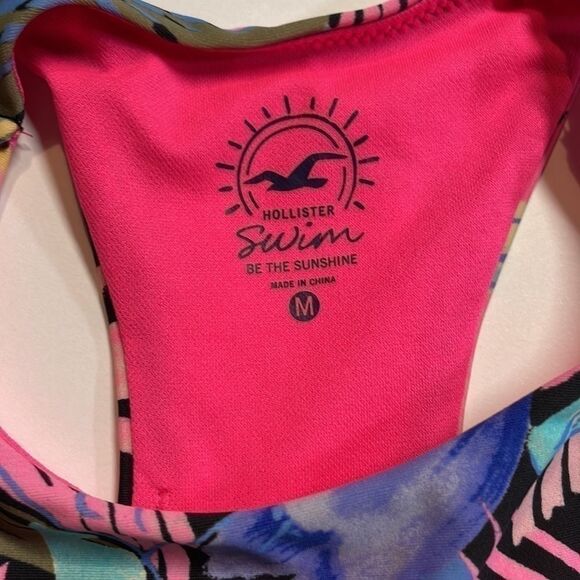 HOLLISTER
Swim
BE THE SUNSHINE
MADE IN CHINA
M